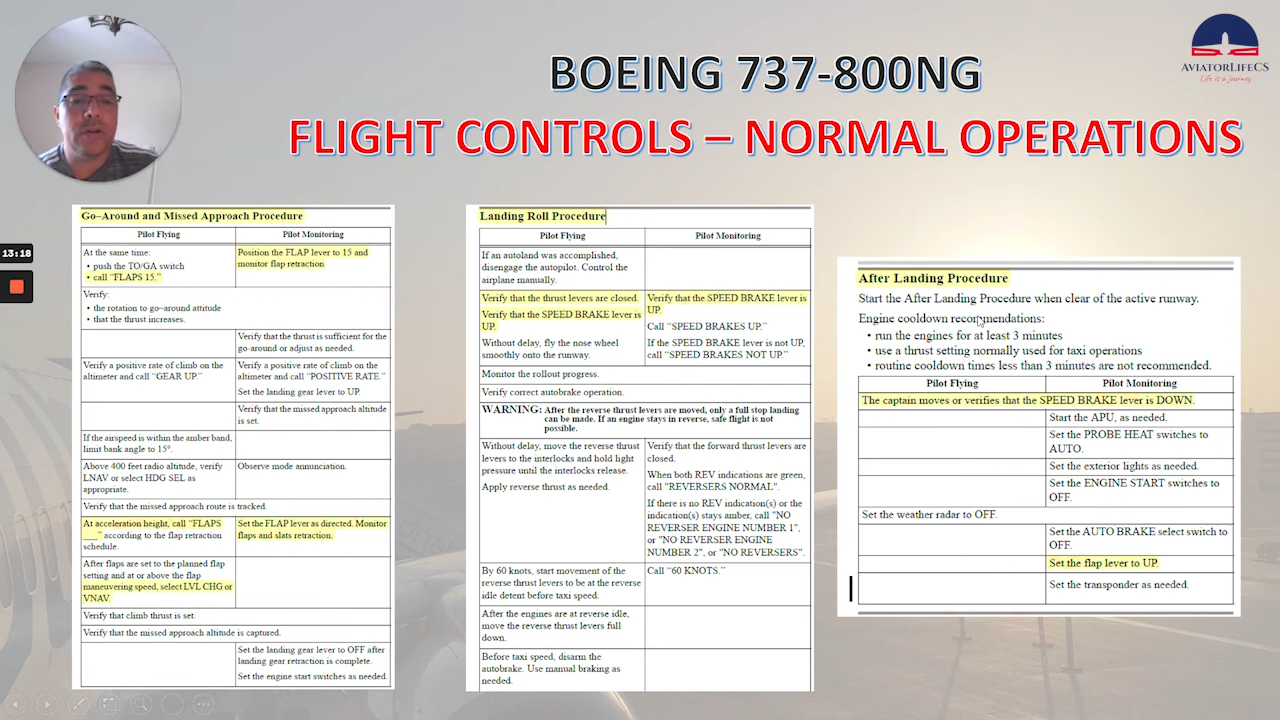 BOEING 737-800NG
FLIGHT CONTROLS – NORMAL OPERATIONS
AVIATORLIFECS
Life is a journey
13:18
Go–Around and Missed Approach Procedure
Pilot Flying
Pilot Monitoring
At the same time:
• push the TO/GA switch
• call “FLAPS 15.”
Position the FLAP lever to 15 and
monitor flap retraction.
Verify:
• the rotation to go–around attitude
• that the thrust increases.
Verify that the thrust is sufficient for the
go-around or adjust as needed.
Verify a positive rate of climb on the
altimeter and call “GEAR UP.”
Verify a positive rate of climb on the
altimeter and call “POSITIVE RATE.”
Set the landing gear lever to UP.
Verify that the missed approach altitude
is set.
If the airspeed is within the amber band,
limit bank angle to 15°.
Above 400 feet radio altitude, verify
LNAV or select HDG SEL as
appropriate.
Observe mode annunciation.
Verify that the missed approach route is tracked.
At acceleration height, call “FLAPS
___” according to the flap retraction
schedule.
Set the FLAP lever as directed. Monitor
flaps and slats retraction.
After flaps are set to the planned flap
setting and at or above the flap
maneuvering speed, select LVL CHG or
VNAV.
Verify that climb thrust is set.
Verify that the missed approach altitude is captured.
Set the landing gear lever to OFF after
landing gear retraction is complete.
Set the engine start switches as needed.
Landing Roll Procedure
Pilot Flying
Pilot Monitoring
If an autoland was accomplished,
disengage the autopilot. Control the
airplane manually.
Verify that the thrust levers are closed.
Verify that the SPEED BRAKE lever is
UP.
Without delay, fly the nose wheel
smoothly onto the runway.
Verify that the SPEED BRAKE lever is
UP.
Call “SPEED BRAKES UP.”
If the SPEED BRAKE lever is not UP,
call “SPEED BRAKES NOT UP.”
Monitor the rollout progress.
Verify correct autobrake operation.
WARNING: After the reverse thrust levers are moved, only a full stop landing
can be made. If an engine stays in reverse, safe flight is not
possible.
Without delay, move the reverse thrust
levers to the interlocks and hold light
pressure until the interlocks release.
Apply reverse thrust as needed.
Verify that the forward thrust levers are
closed.
When both REV indications are green,
call "REVERSERS NORMAL".
If there is no REV indication(s) or the
indication(s) stays amber, call "NO
REVERSER ENGINE NUMBER 1",
or "NO REVERSER ENGINE
NUMBER 2", or "NO REVERSERS".
By 60 knots, start movement of the
reverse thrust levers to be at the reverse
idle detent before taxi speed.
Call “60 KNOTS.”
After the engines are at reverse idle,
move the reverse thrust levers full
down.
Before taxi speed, disarm the
autobrake. Use manual braking as
needed.
After Landing Procedure
Start the After Landing Procedure when clear of the active runway.
Engine cooldown recommendations:
• run the engines for at least 3 minutes
• use a thrust setting normally used for taxi operations
• routine cooldown times less than 3 minutes are not recommended.
Pilot Flying
Pilot Monitoring
The captain moves or verifies that the SPEED BRAKE lever is DOWN.
Start the APU, as needed.
Set the PROBE HEAT switches to
AUTO.
Set the exterior lights as needed.
Set the ENGINE START switches to
OFF.
Set the weather radar to OFF.
Set the AUTO BRAKE select switch to
OFF.
Set the flap lever to UP.
Set the transponder as needed.